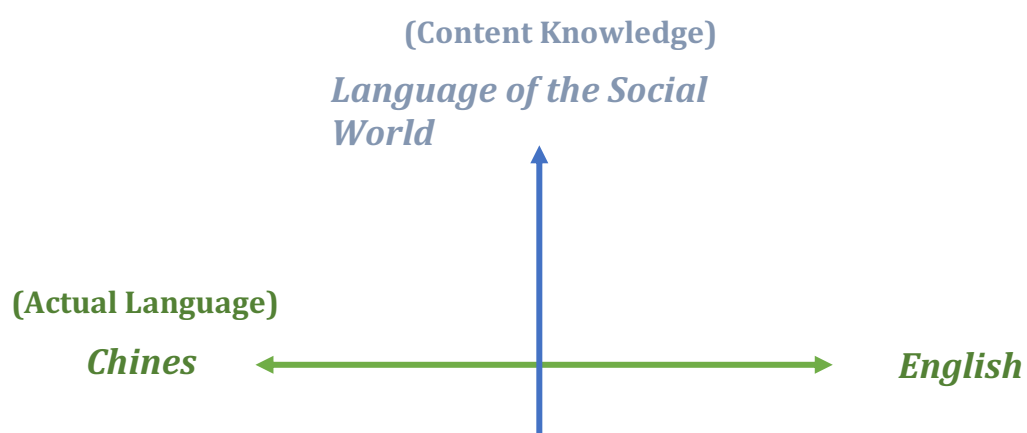 (Content Knowledge)
Language of the Social
World
(Actual Language)
Chines
English